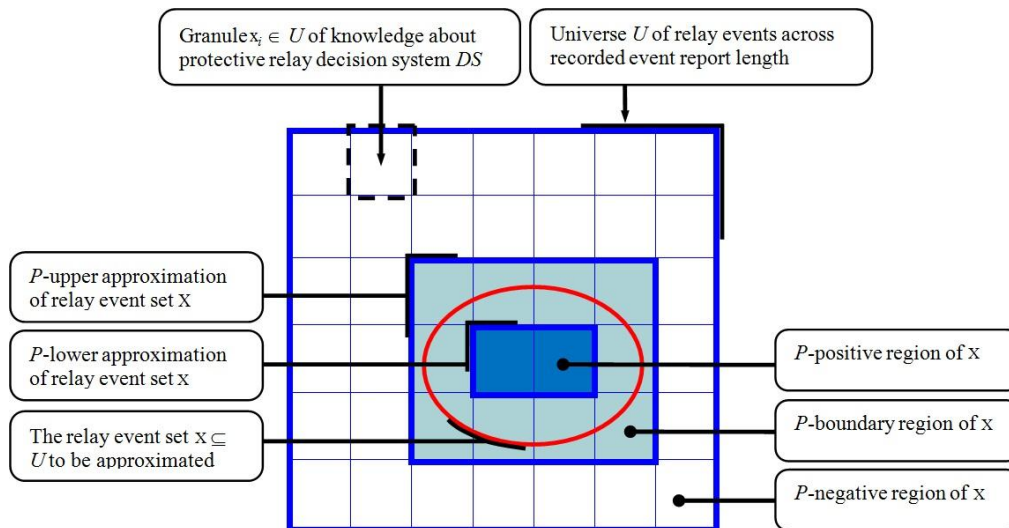 Granule xᵢ ∈ U of knowledge about
protective relay decision system DS
Universe U of relay events across
recorded event report length
P-upper approximation
of relay event set X
P-lower approximation
of relay event set X
The relay event set X ⊆
U to be approximated
P-positive region of X
P-boundary region of X
P-negative region of X